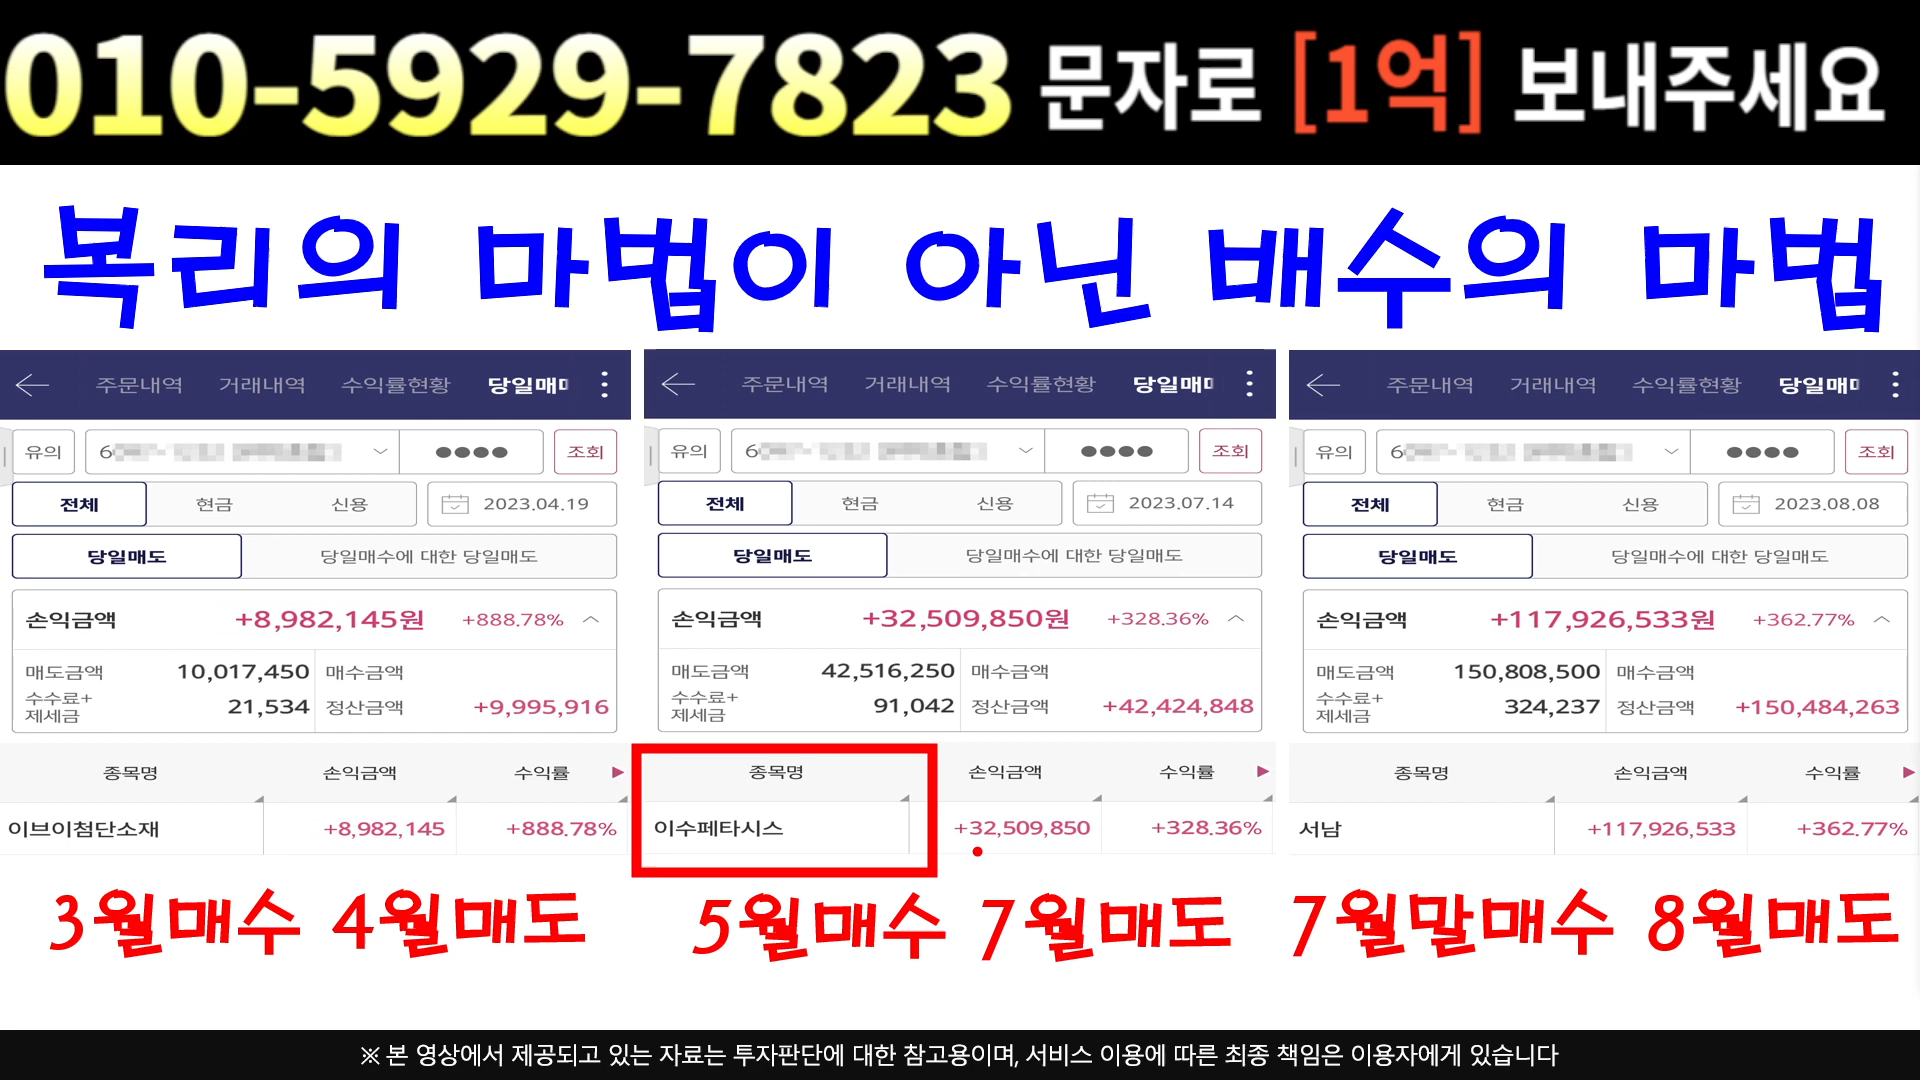 010-5929-7823 문자로 [1억] 보내주세요
복리의 마법이 아닌 배수의 마법
주문내역 거래내역 수익률현황 당일매
유의 6 ●●●● 조회
전체 현금 신용 2023.04.19
당일매도 당일매수에 대한 당일매도
손익금액 +8,982,145원 +888.78%
매도금액 10,017,450 매수금액
수수료+
제세금 21,534 정산금액 +9,995,916
종목명 손익금액 수익률
이브이첨단소재 +8,982,145 +888.78%
3월매수 4월매도
주문내역 거래내역 수익률현황 당일매
유의 6 ●●●● 조회
전체 현금 신용 2023.07.14
당일매도 당일매수에 대한 당일매도
손익금액 +32,509,850원 +328.36%
매도금액 42,516,250 매수금액
수수료+
제세금 91,042 정산금액 +42,424,848
종목명 손익금액 수익률
이수페타시스 +32,509,850 +328.36%
5월매수 7월매도
주문내역 거래내역 수익률현황 당일매
유의 6 ●●●● 조회
전체 현금 신용 2023.08.08
당일매도 당일매수에 대한 당일매도
손익금액 +117,926,533원 +362.77%
매도금액 150,808,500 매수금액
수수료+
제세금 324,237 정산금액 +150,484,263
종목명 손익금액 수익률
서남 +117,926,533 +362.77%
7월말매수 8월매도
※ 본 영상에서 제공되고 있는 자료는 투자판단에 대한 참고용이며, 서비스 이용에 따른 최종 책임은 이용자에게 있습니다